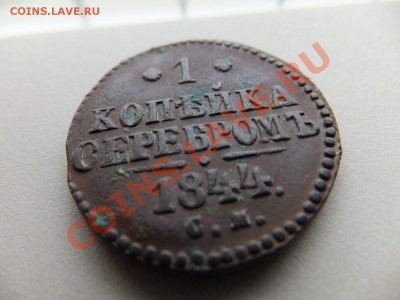 COINS.LAVE.RU
* 1 *
КОПѢЙКА
СЕРЕБРОМЪ
1844.
С. М.
COINS.LAVE.RU